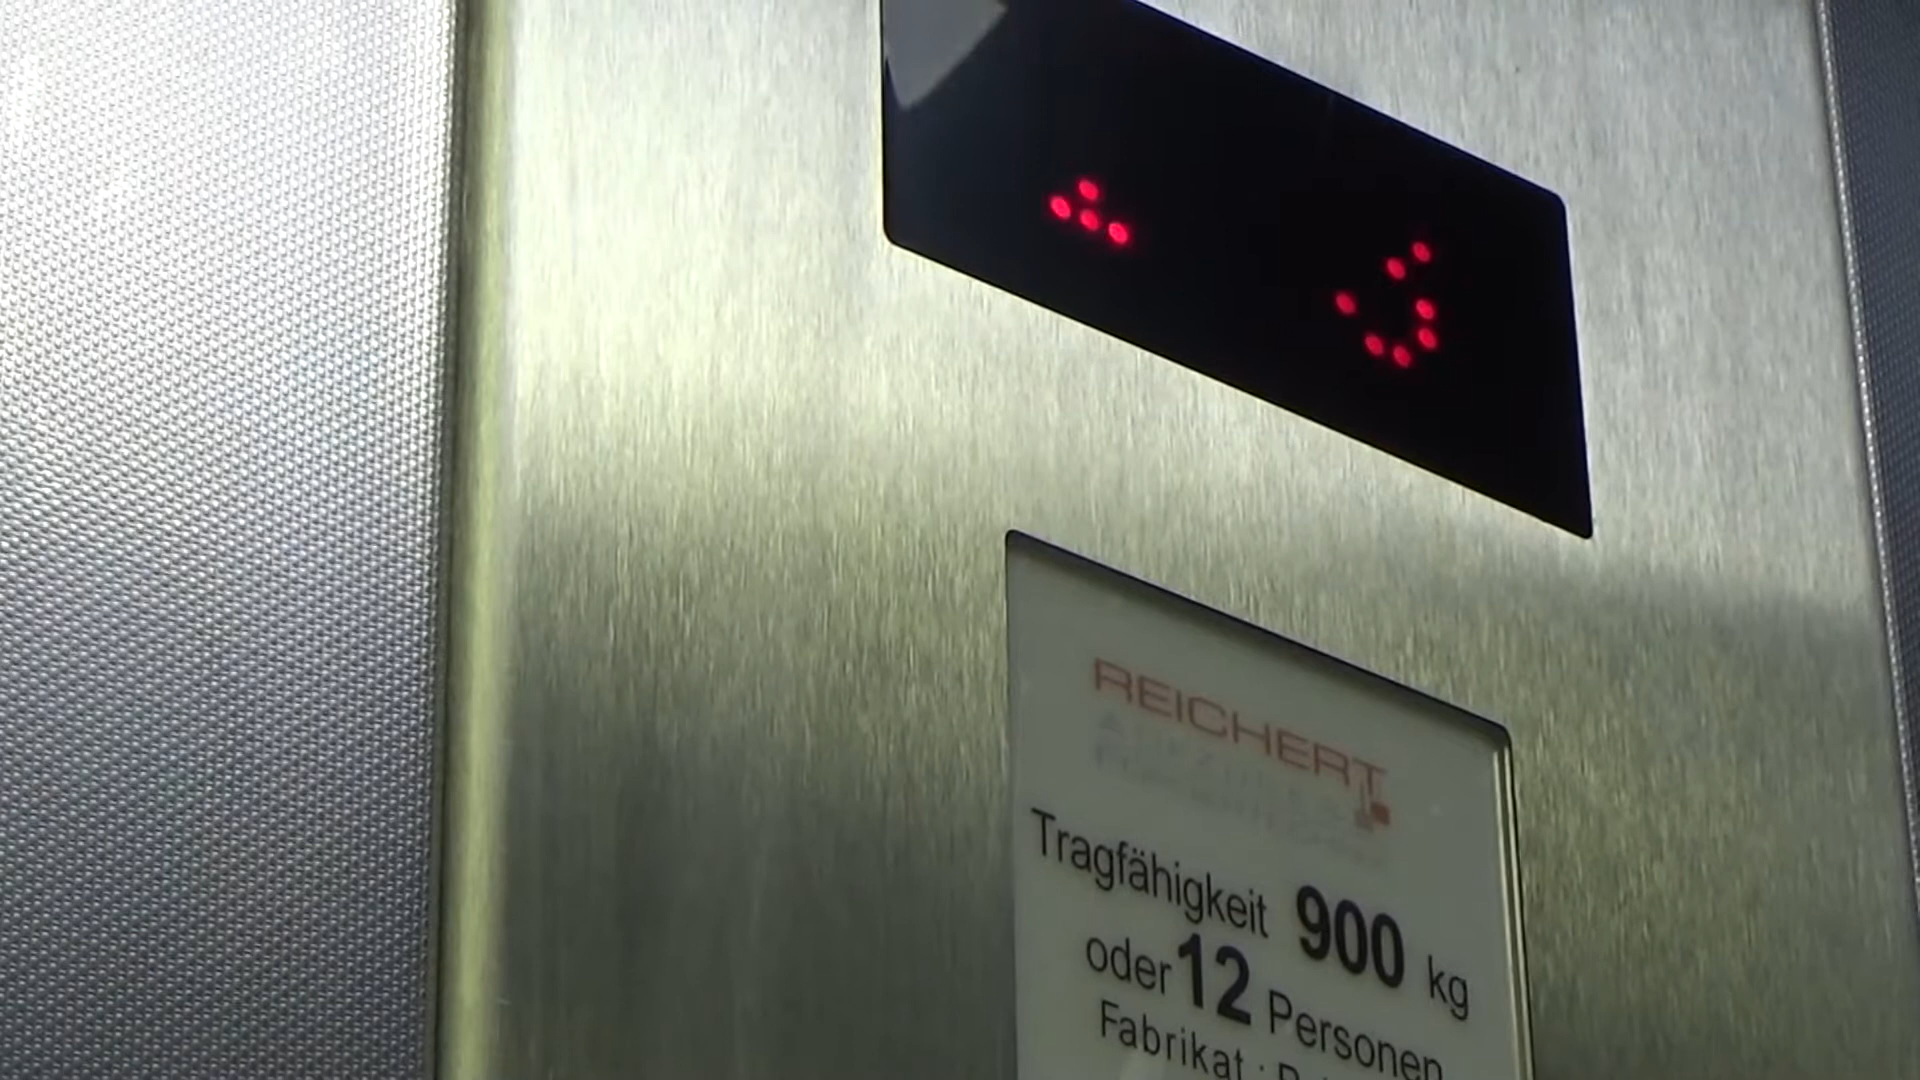 REICHERT
Tragfähigkeit 900 kg
oder 12 Personen
Fabrikat :